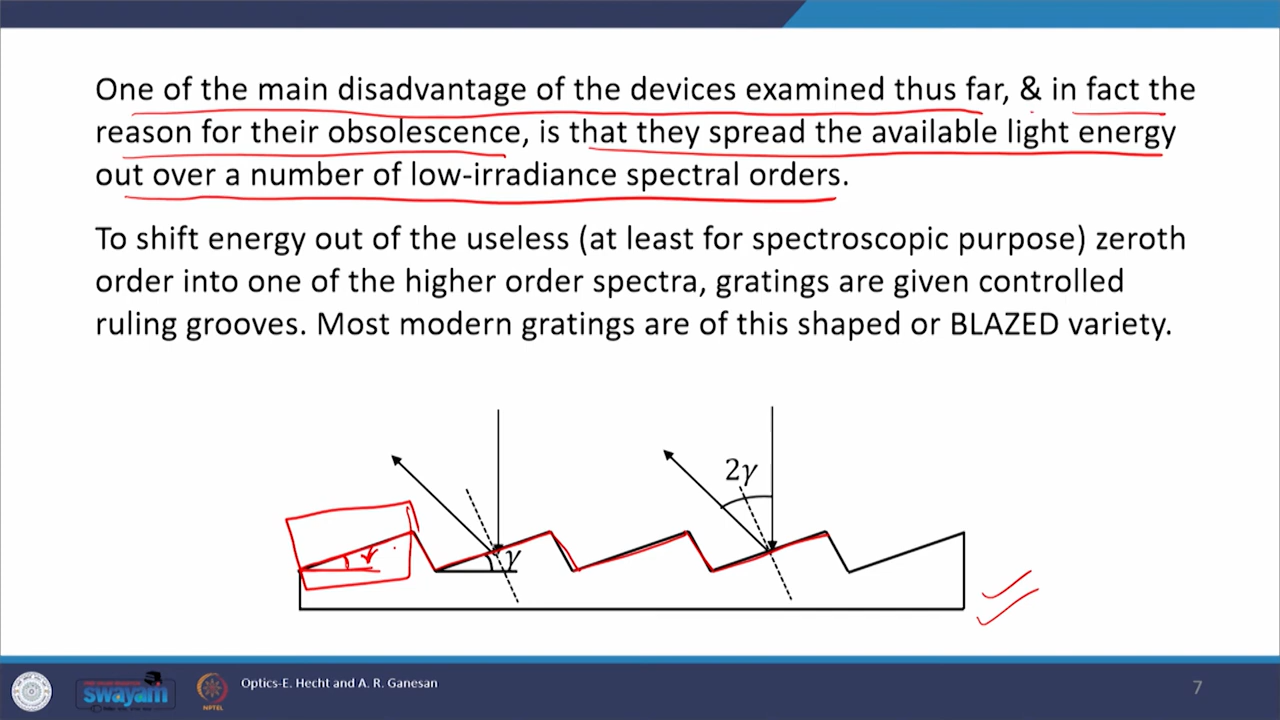 One of the main disadvantage of the devices examined thus far, & in fact the
reason for their obsolescence, is that they spread the available light energy
out over a number of low-irradiance spectral orders.
To shift energy out of the useless (at least for spectroscopic purpose) zeroth
order into one of the higher order spectra, gratings are given controlled
ruling grooves. Most modern gratings are of this shaped or BLAZED variety.
2γ
γ
γ
swayam
NPTEL
Optics-E. Hecht and A. R. Ganesan
7